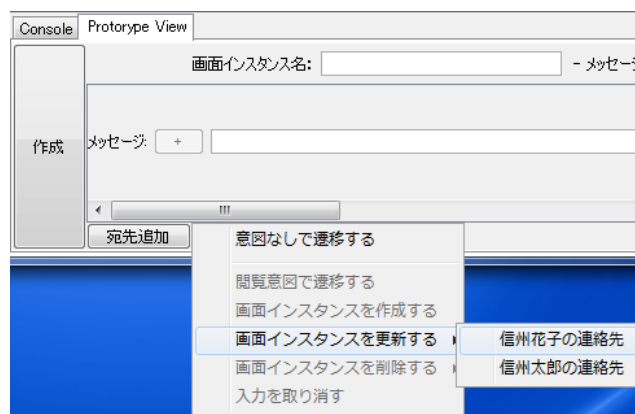 Console Protorype View
画面インスタンス名: - メッセー
作成
メッセージ: +
宛先追加
意図なしで遷移する
閲覧意図で遷移する
画面インスタンスを作成する
画面インスタンスを更新する
信州花子の連絡先
画面インスタンスを削除する
信州太郎の連絡先
入力を取り消す